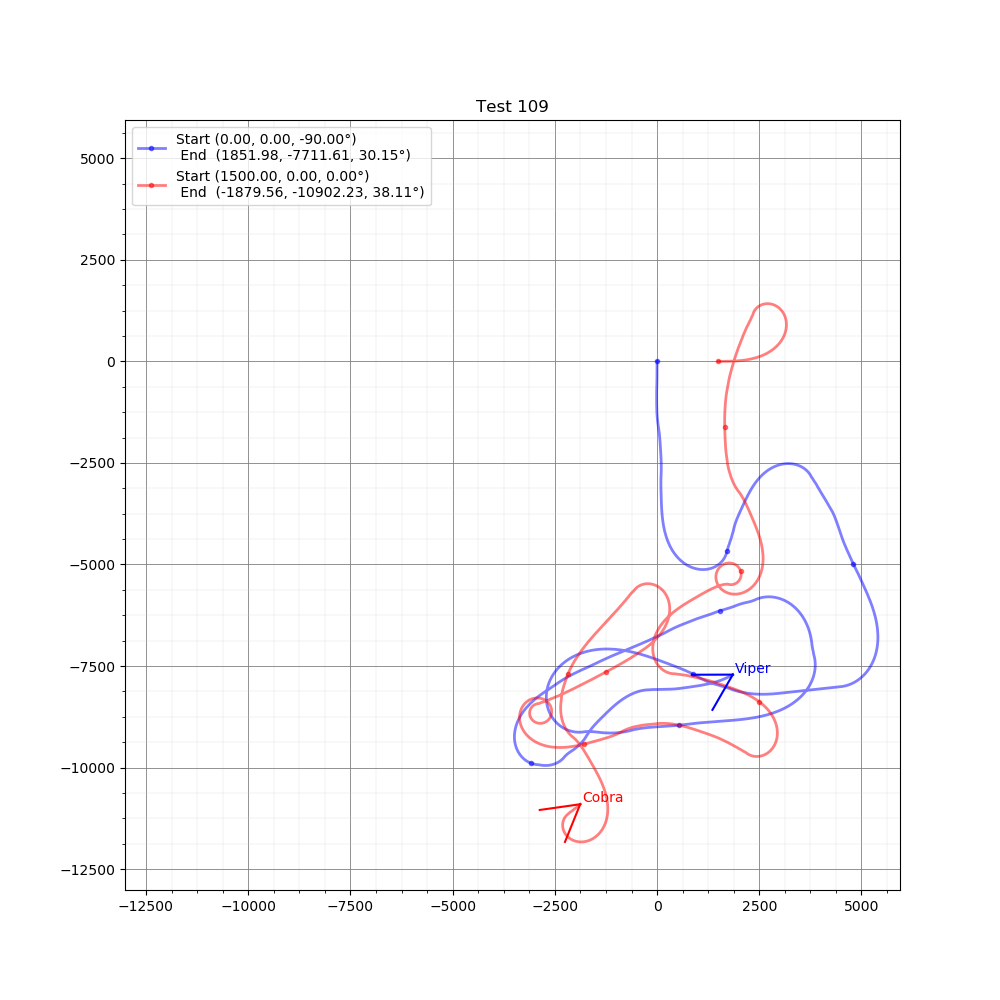 Test 109
Start (0.00, 0.00, -90.00°)
End (1851.98, -7711.61, 30.15°)
Start (1500.00, 0.00, 0.00°)
End (-1879.56, -10902.23, 38.11°)
5000
2500
0
−2500
−5000
−7500
−10000
−12500
Viper
Cobra
−12500 −10000 −7500 −5000 −2500 0 2500 5000